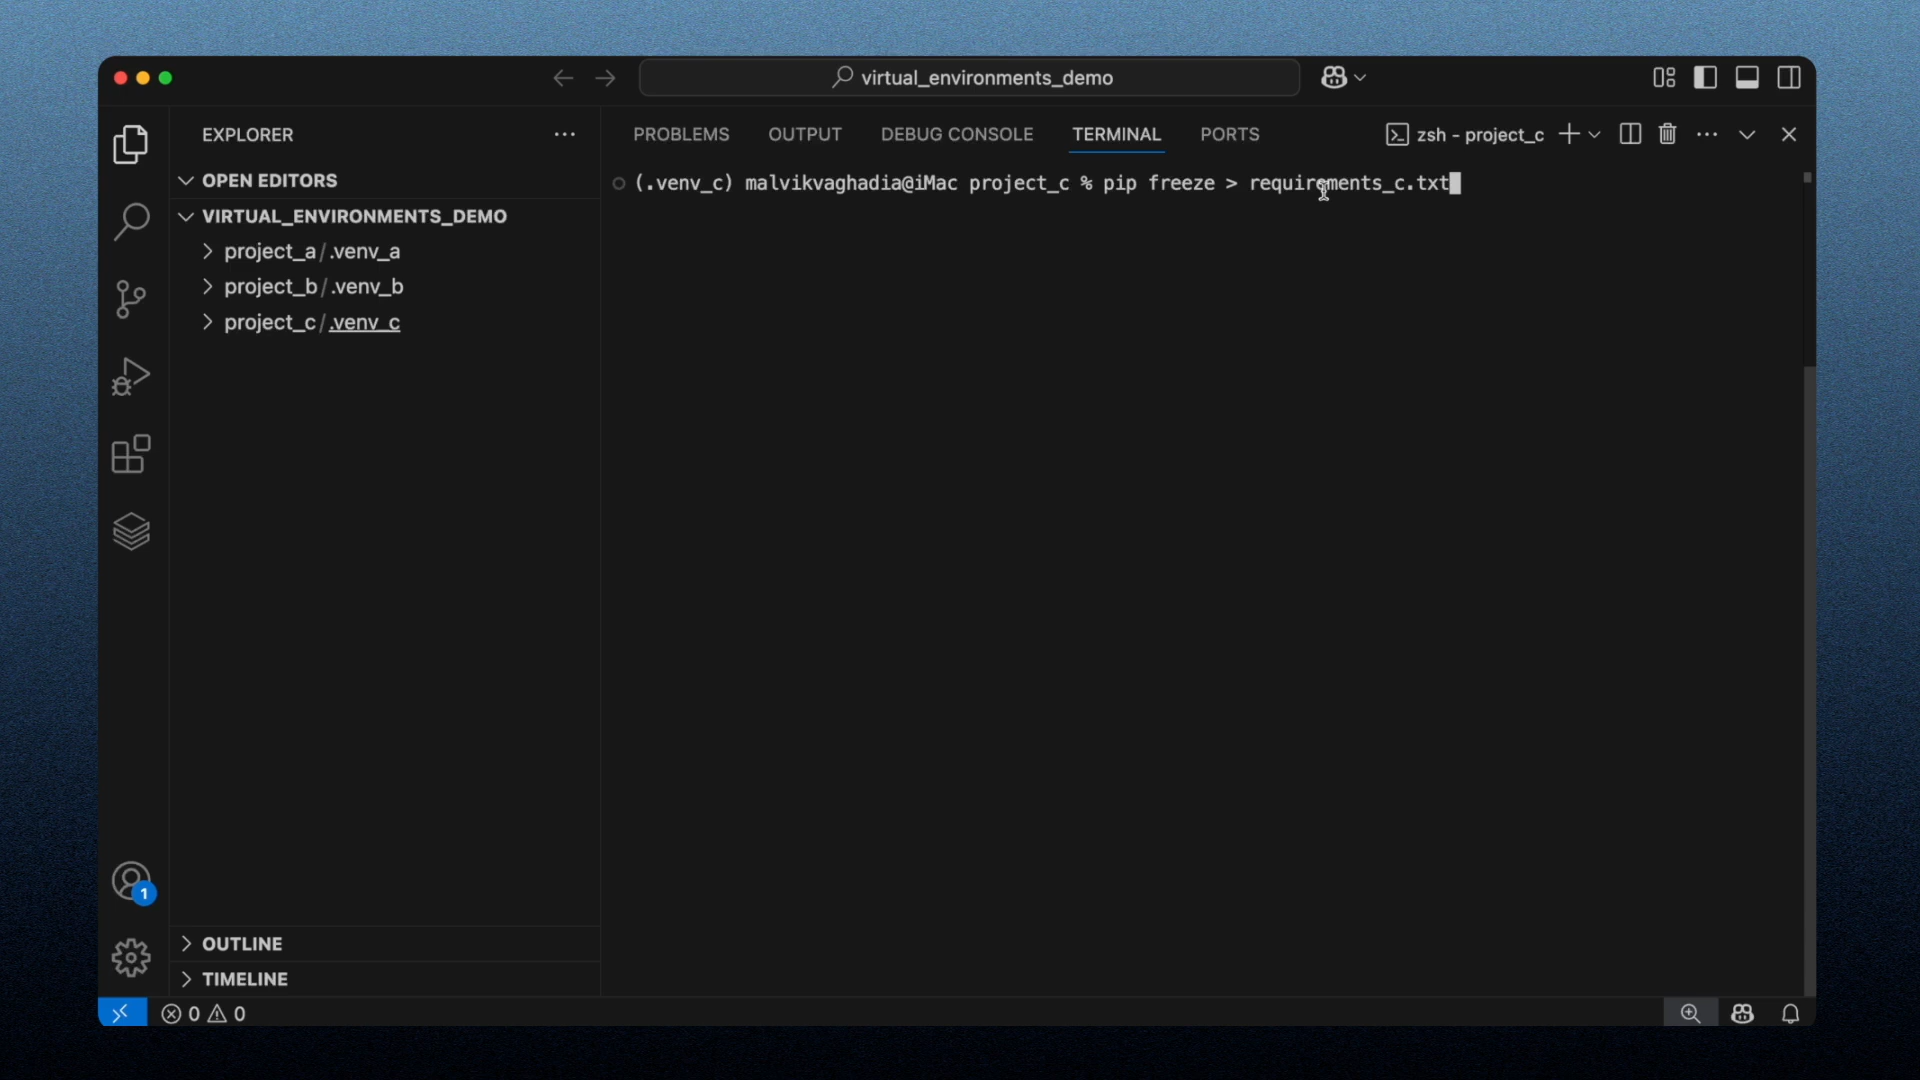 virtual_environments_demo
EXPLORER
OPEN EDITORS
VIRTUAL_ENVIRONMENTS_DEMO
project_a/.venv_a
project_b/.venv_b
project_c/.venv_c
OUTLINE
TIMELINE
PROBLEMS OUTPUT DEBUG CONSOLE TERMINAL PORTS zsh - project_c
(.venv_c) malvikvaghadia@iMac project_c % pip freeze > requirements_c.txt
1
0 0